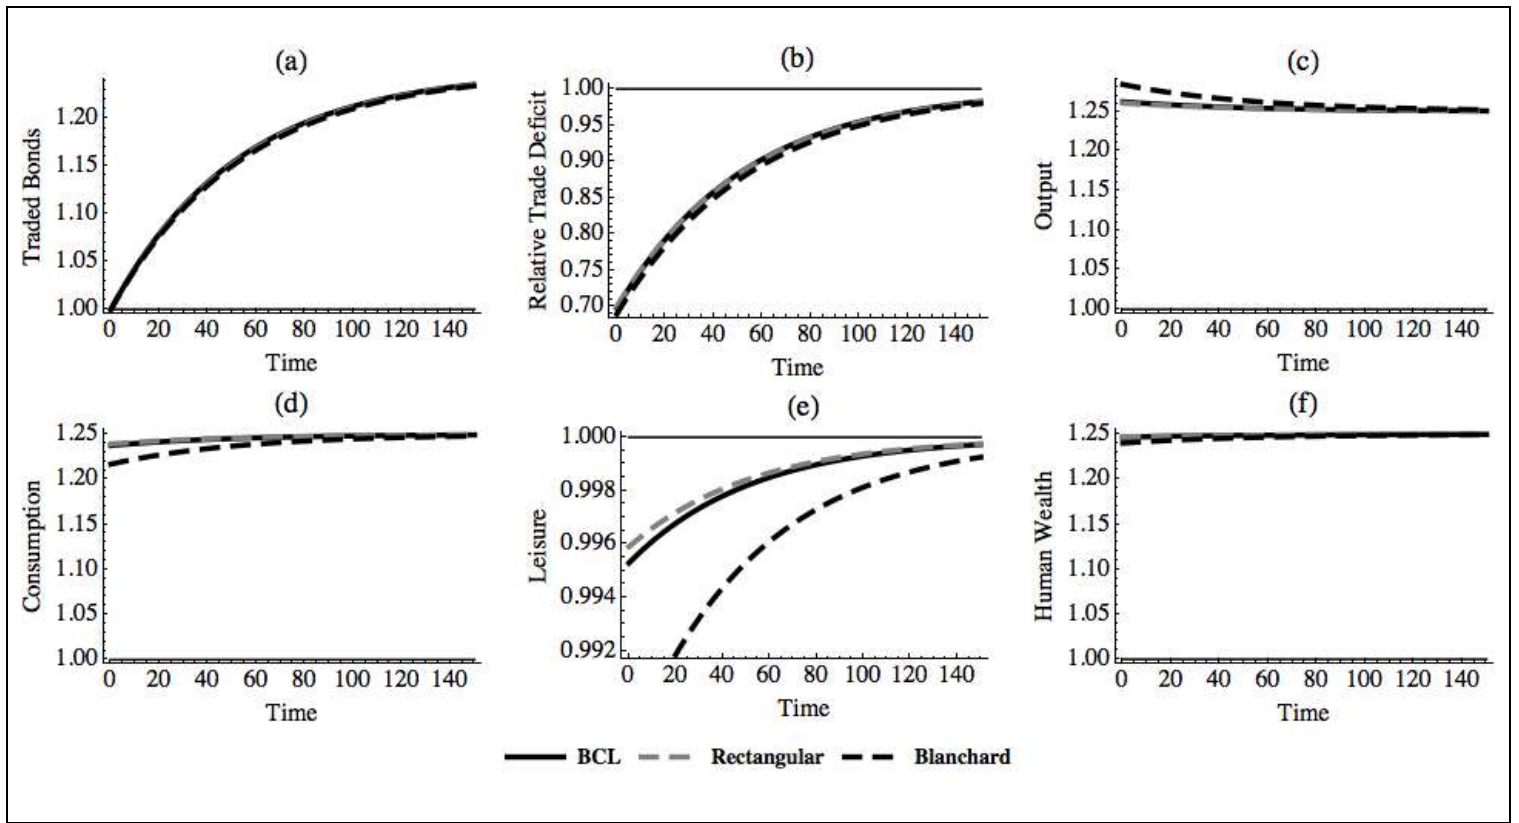 (a)
Traded Bonds
1.20
1.15
1.10
1.05
1.00
0 20 40 60 80 100 120 140
Time
(b)
Relative Trade Deficit
1.00
0.95
0.90
0.85
0.80
0.75
0.70
0 20 40 60 80 100 120 140
Time
(c)
Output
1.25
1.20
1.15
1.10
1.05
1.00
0 20 40 60 80 100 120 140
Time
(d)
Consumption
1.25
1.20
1.15
1.10
1.05
1.00
0 20 40 60 80 100 120 140
Time
(e)
Leisure
1.000
0.998
0.996
0.994
0.992
0 20 40 60 80 100 120 140
Time
(f)
Human Wealth
1.25
1.20
1.15
1.10
1.05
1.00
0 20 40 60 80 100 120 140
Time
BCL Rectangular Blanchard